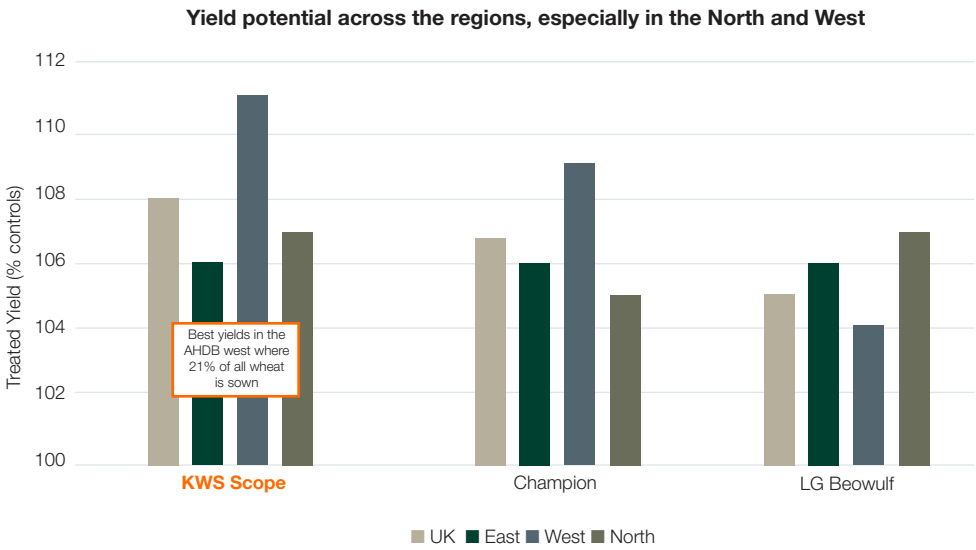 Yield potential across the regions, especially in the North and West
Treated Yield (% controls)
112
110
108
106
104
102
100
Best yields in the
AHDB west where
21% of all wheat
is sown
KWS Scope
Champion
LG Beowulf
UK East West North